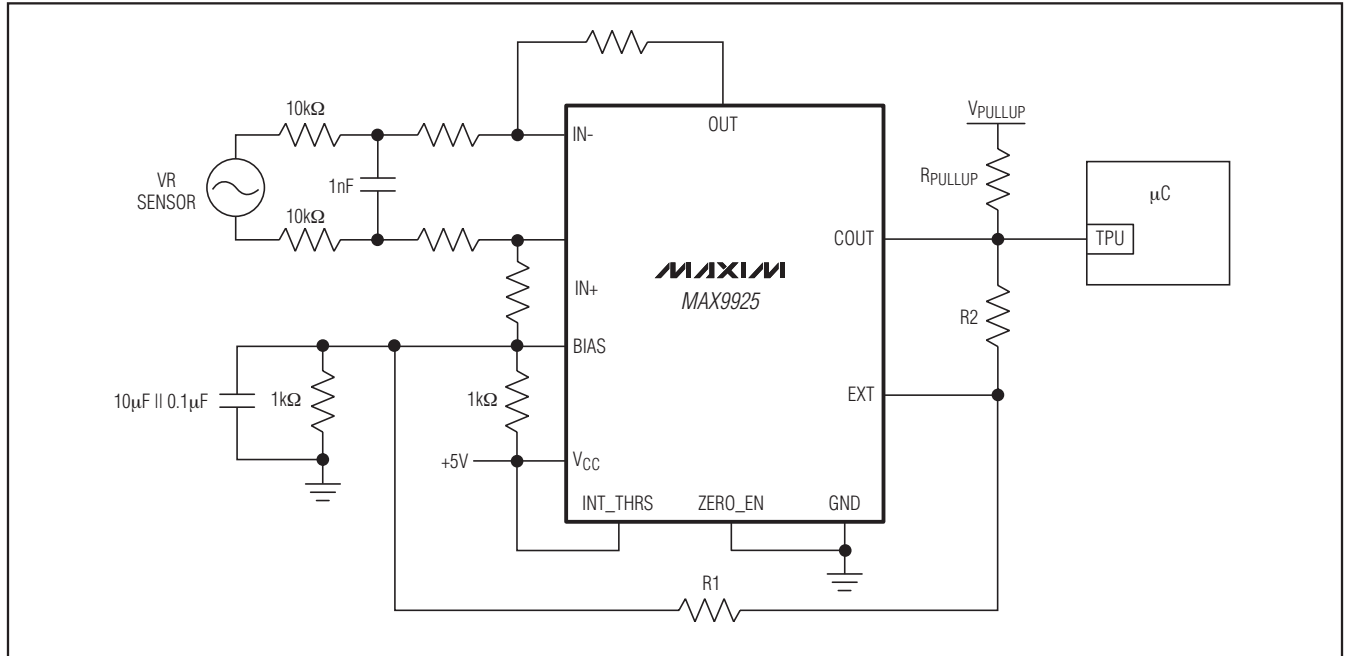 10kΩ
OUT
VPULLUP
IN-
VR
SENSOR
1nF
RPULLUP
µC
10kΩ
COUT
TPU
MAXIM
MAX9925
IN+
R2
BIAS
10µF || 0.1µF
1kΩ
1kΩ
EXT
+5V
VCC
INT_THRS
ZERO_EN
GND
R1